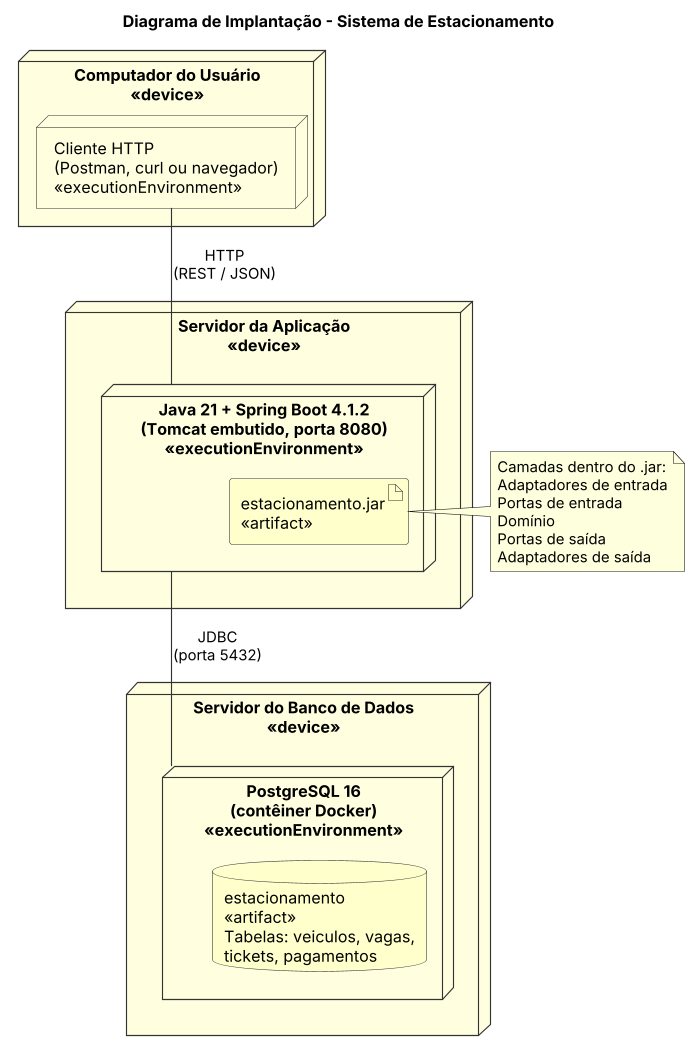 Diagrama de Implantação - Sistema de Estacionamento
Computador do Usuário
«device»
Cliente HTTP
(Postman, curl ou navegador)
«executionEnvironment»
HTTP
(REST / JSON)
Servidor da Aplicação
«device»
Java 21 + Spring Boot 4.1.2
(Tomcat embutido, porta 8080)
«executionEnvironment»
estacionamento.jar
«artifact»
Camadas dentro do .jar:
Adaptadores de entrada
Portas de entrada
Domínio
Portas de saída
Adaptadores de saída
JDBC
(porta 5432)
Servidor do Banco de Dados
«device»
PostgreSQL 16
(contêiner Docker)
«executionEnvironment»
estacionamento
«artifact»
Tabelas: veiculos, vagas,
tickets, pagamentos